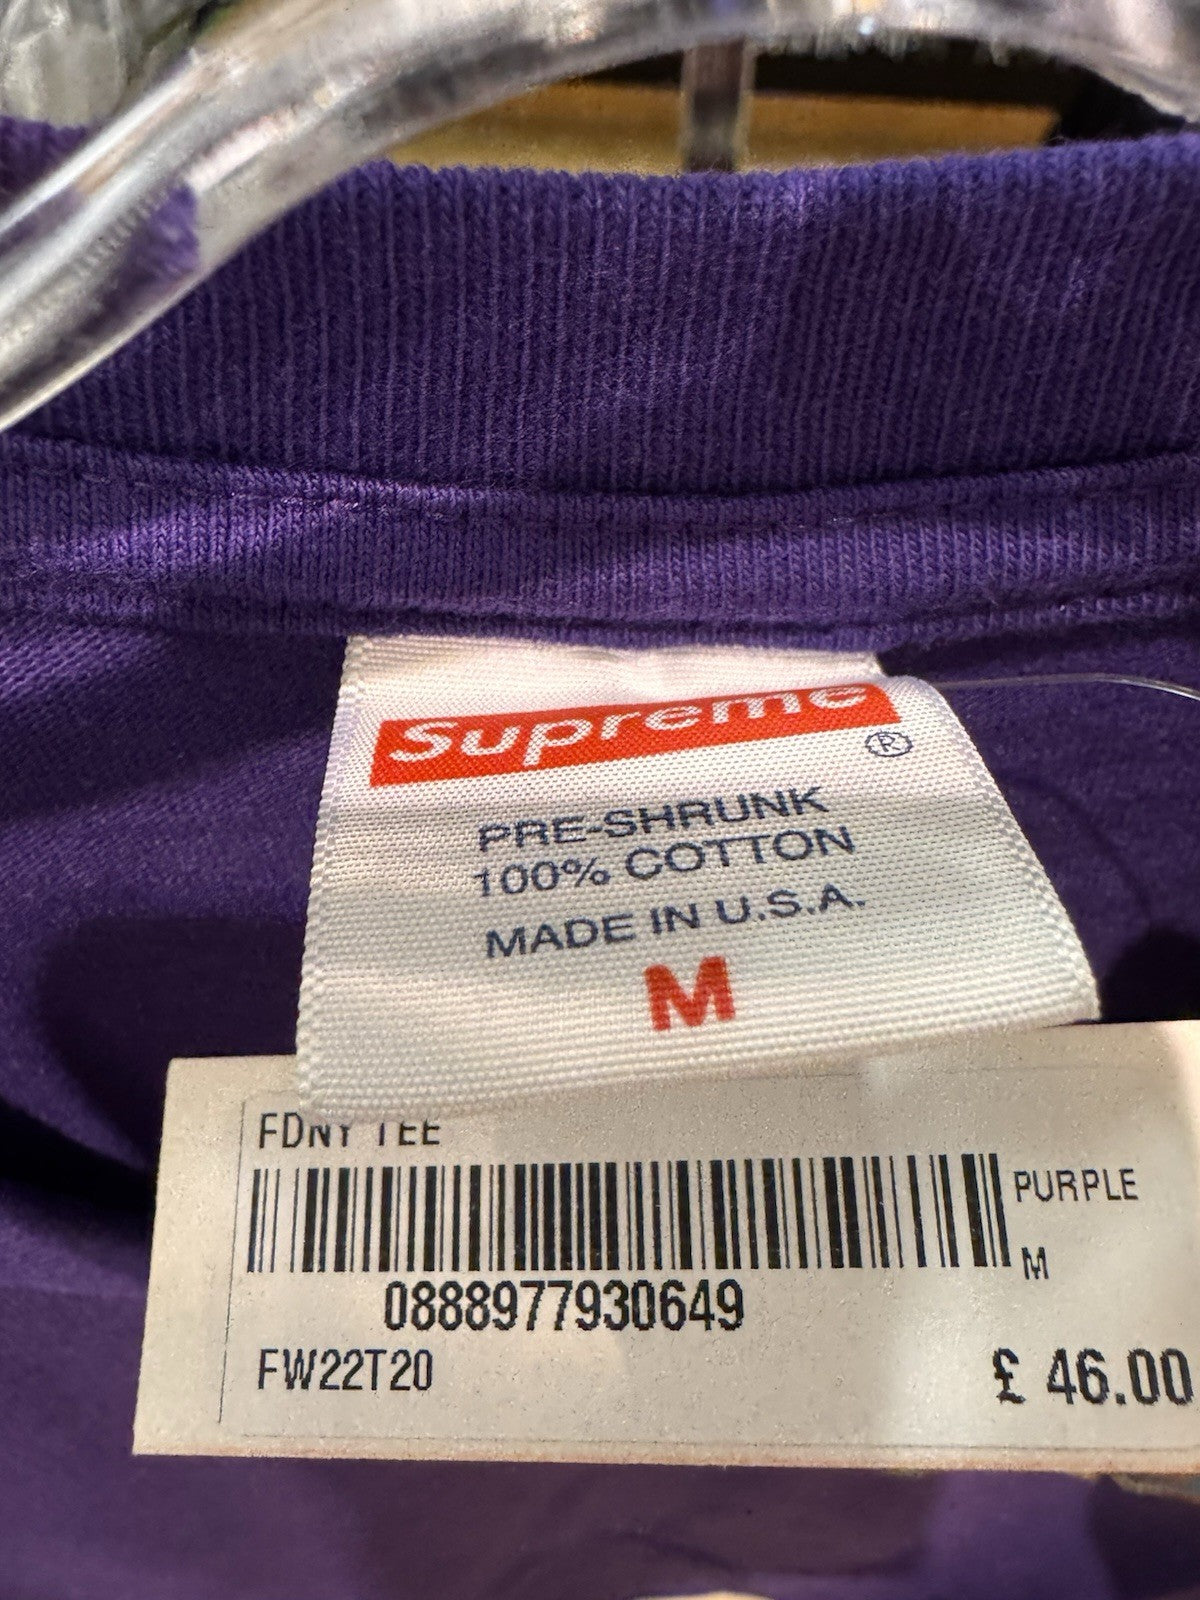 Supreme
®
PRE-SHRUNK
100% COTTON
MADE IN U.S.A.
M
FDNY TEE
PURPLE
M
0888977930649
FW22T20
£ 46.00